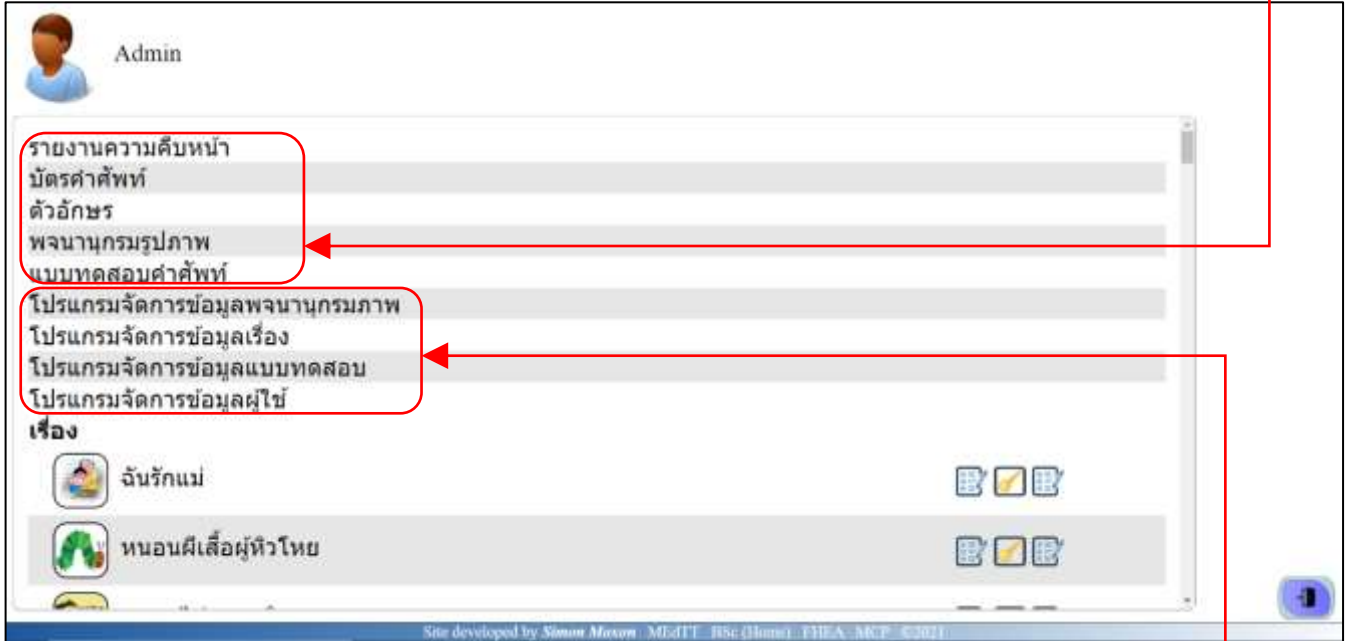 Admin
รายงานความคืบหน้า
บัตรคำศัพท์
ตัวอักษร
พจนานุกรมรูปภาพ
แบบทดสอบคำศัพท์
โปรแกรมจัดการข้อมูลพจนานุกรมภาพ
โปรแกรมจัดการข้อมูลเรื่อง
โปรแกรมจัดการข้อมูลแบบทดสอบ
โปรแกรมจัดการข้อมูลผู้ใช้
เรื่อง
ฉันรักแม่
หนอนผีเสื้อผู้หิวโหย
Site developed by Simon Moxon MEdTT BSc (Hons) FHEA MCP ©2021